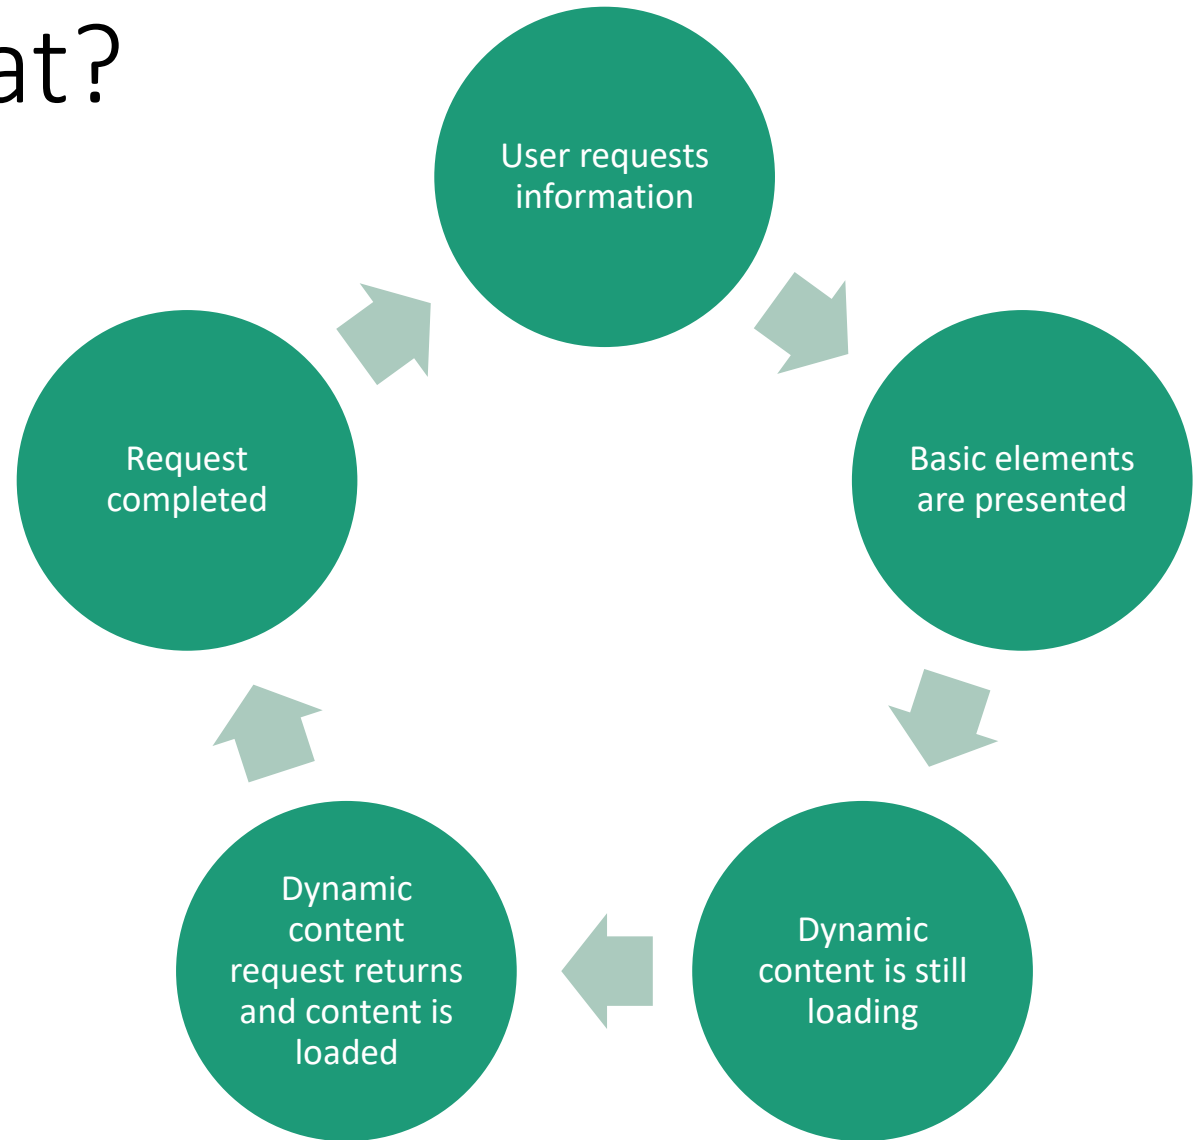 at?
User requests
information
Basic elements
are presented
Dynamic
content is still
loading
Dynamic
content
request returns
and content is
loaded
Request
completed